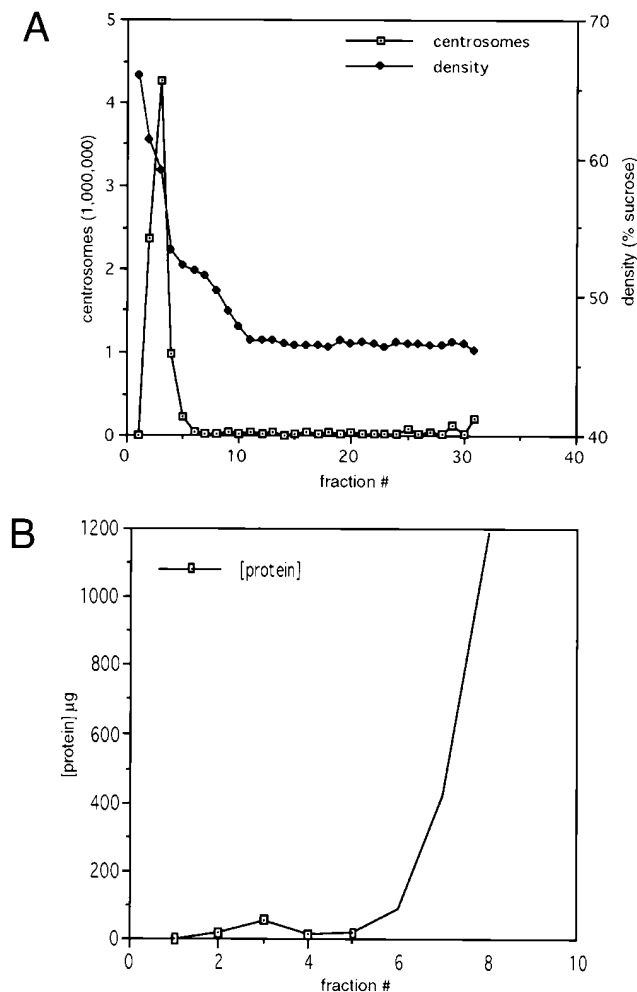 A
centrosomes
density
5
4
3
2
1
0
centrosomes (1,000,000)
70
60
50
40
density (% sucrose)
0 10 20 30 40
fraction #
B
[protein]
1200
1000
800
600
400
200
0
[protein] µg
0 2 4 6 8 10
fraction #